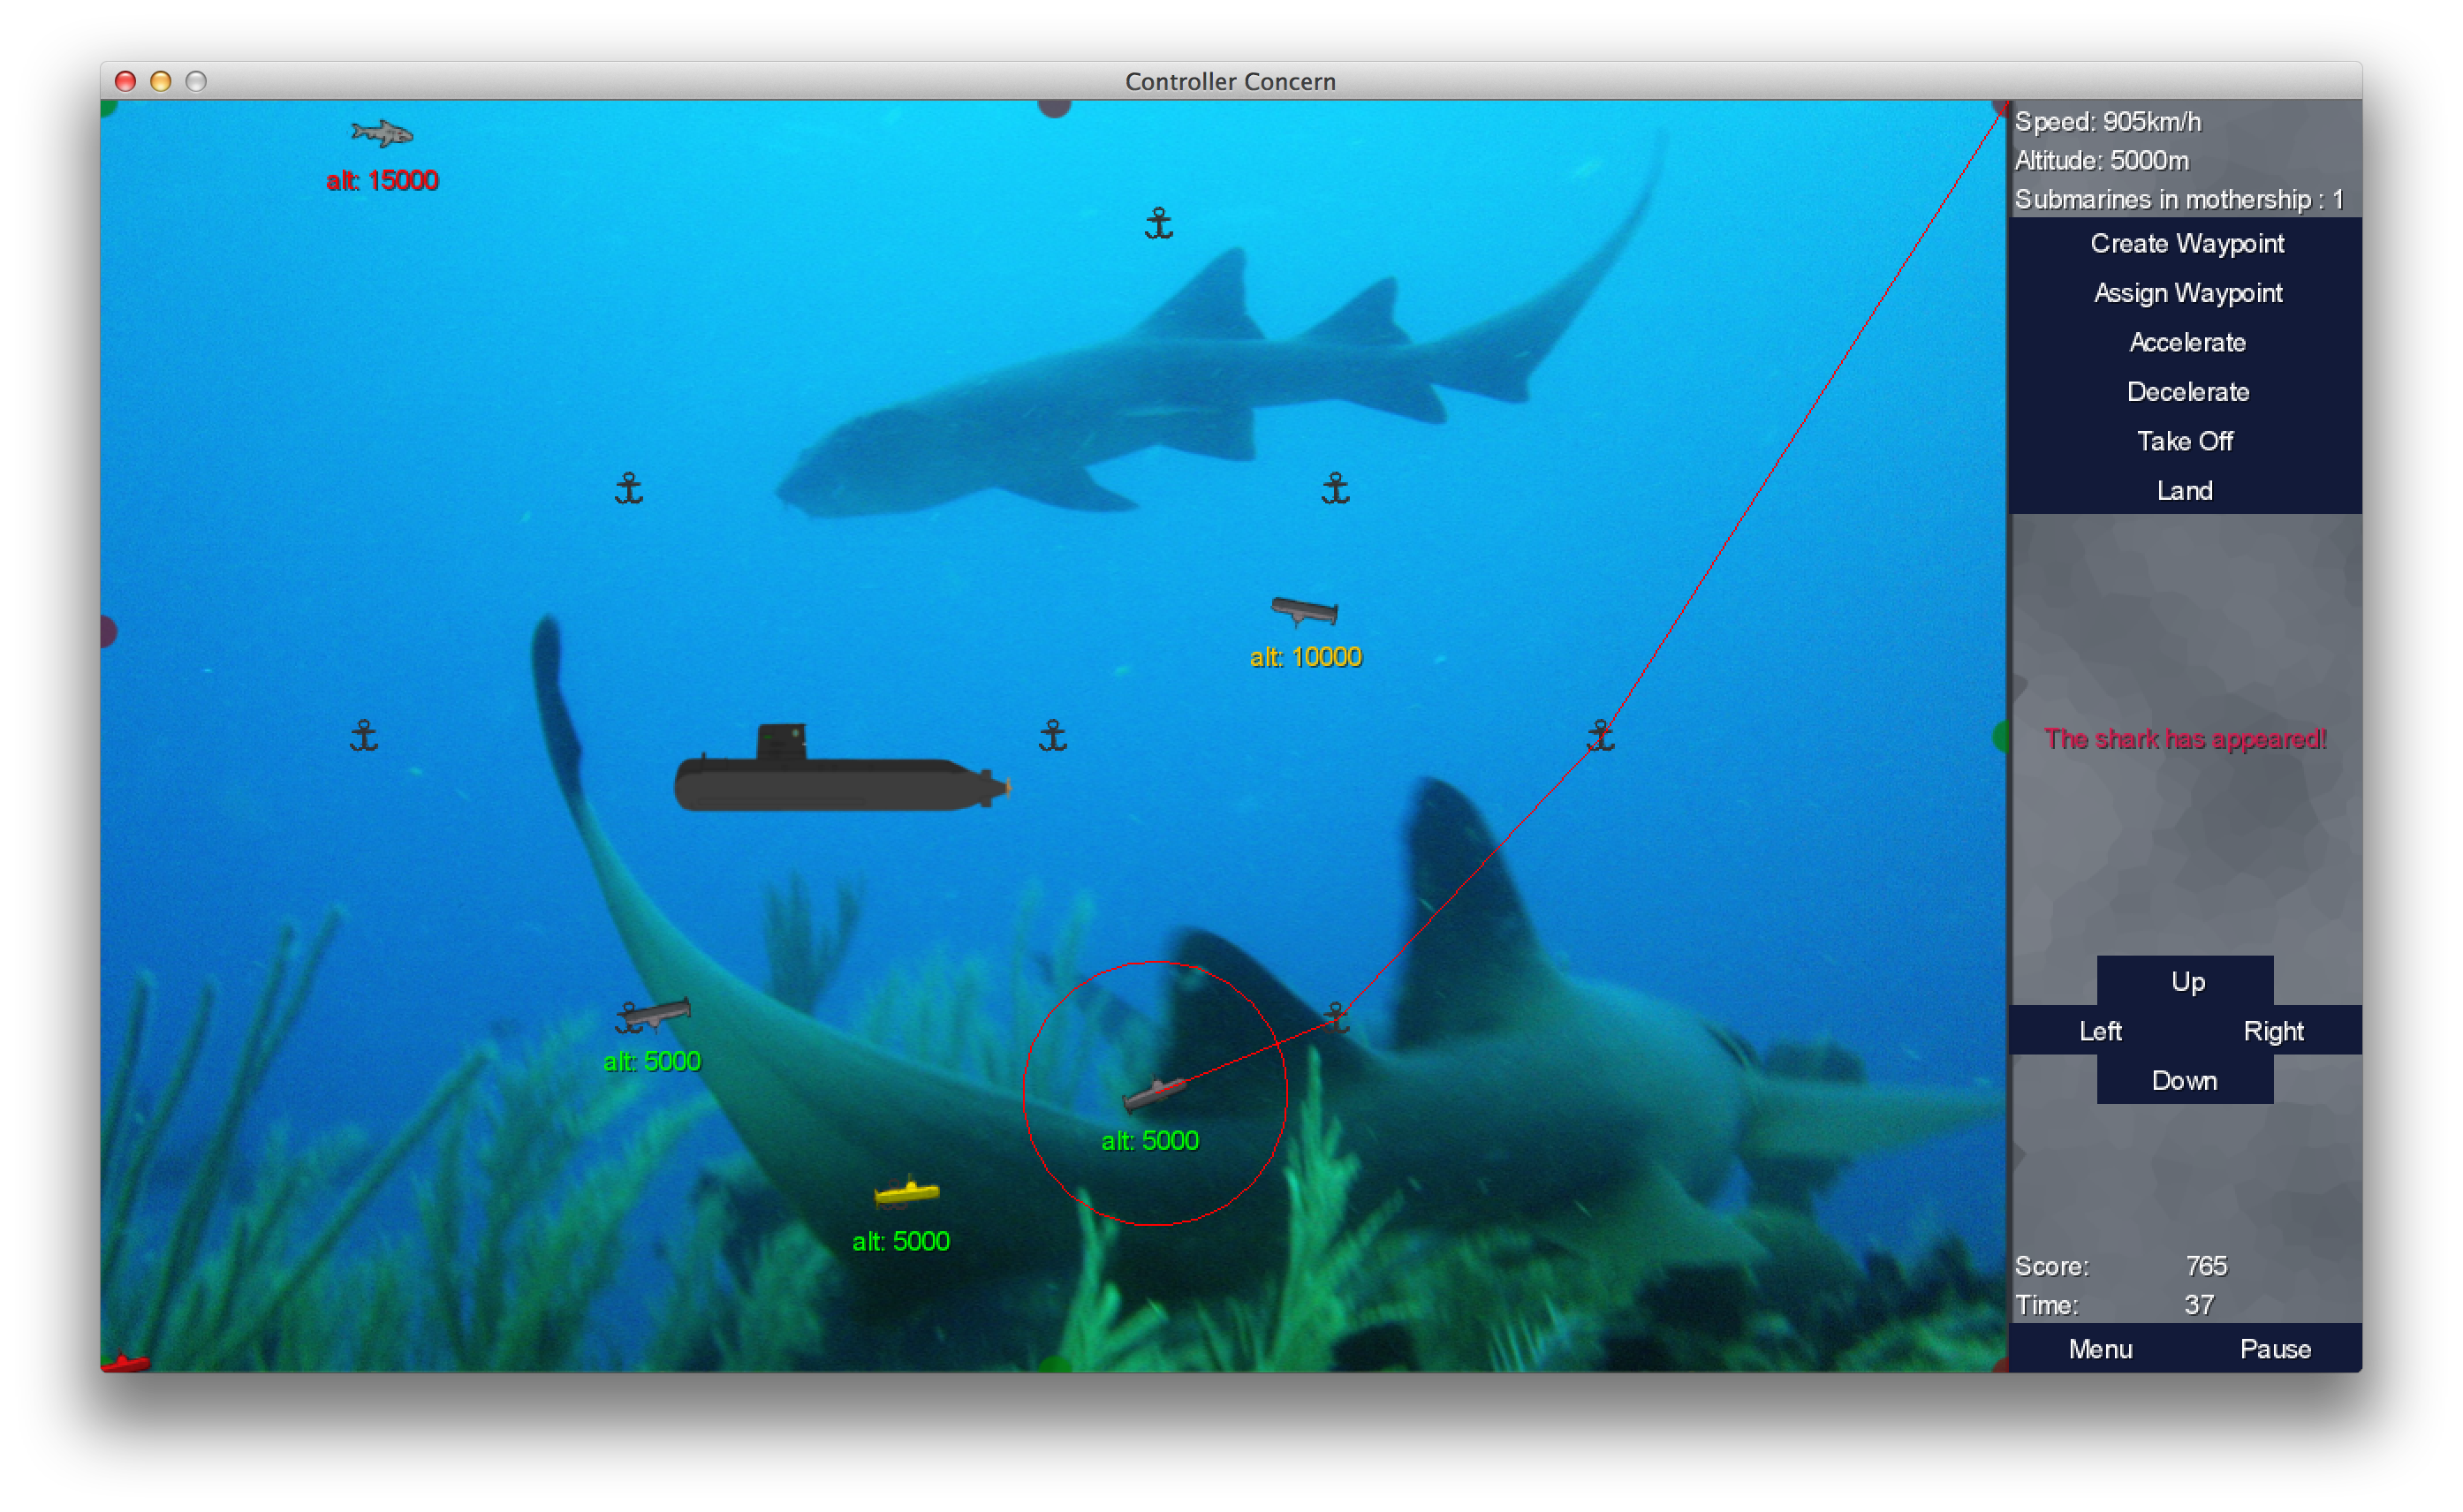 Controller Concern
alt: 15000
alt: 10000
alt: 5000
alt: 5000
alt: 5000
Speed: 905km/h
Altitude: 5000m
Submarines in mothership : 1
Create Waypoint
Assign Waypoint
Accelerate
Decelerate
Take Off
Land
The shark has appeared!
Up
Left Right
Down
Score: 765
Time: 37
Menu Pause